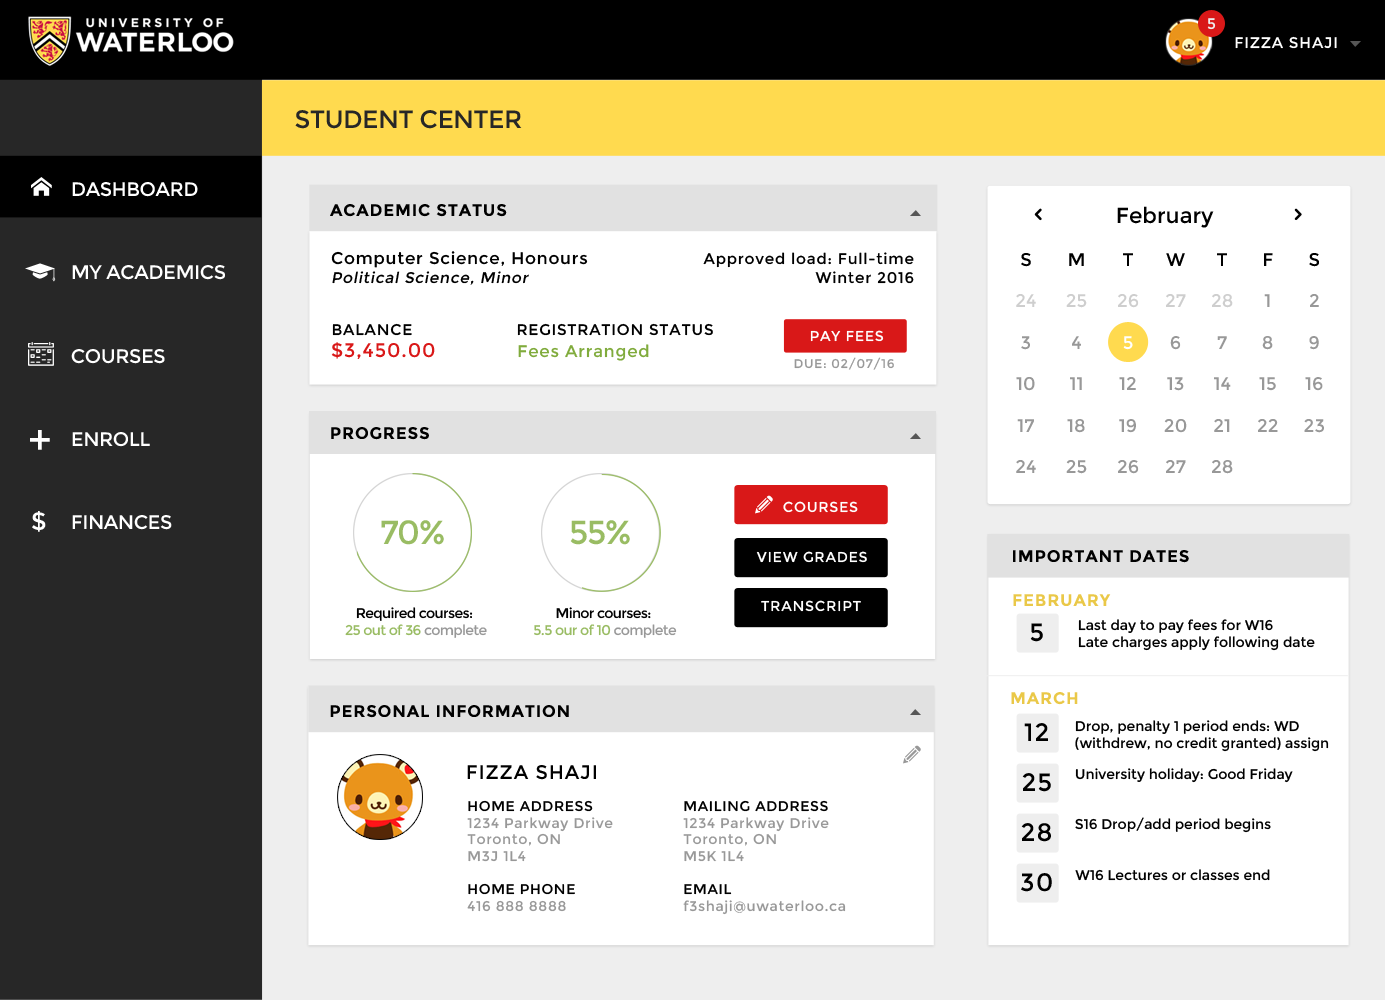 UNIVERSITY OF
WATERLOO
5
FIZZA SHAJI
STUDENT CENTER
DASHBOARD
MY ACADEMICS
COURSES
ENROLL
$ FINANCES
ACADEMIC STATUS
Computer Science, Honours
Political Science, Minor
Approved load: Full-time
Winter 2016
BALANCE
$3,450.00
REGISTRATION STATUS
Fees Arranged
PAY FEES
DUE: 02/07/16
PROGRESS
70%
Required courses:
25 out of 36 complete
55%
Minor courses:
5.5 our of 10 complete
COURSES
VIEW GRADES
TRANSCRIPT
PERSONAL INFORMATION
FIZZA SHAJI
HOME ADDRESS
1234 Parkway Drive
Toronto, ON
M3J 1L4
MAILING ADDRESS
1234 Parkway Drive
Toronto, ON
M5K 1L4
HOME PHONE
416 888 8888
EMAIL
f3shaji@uwaterloo.ca
February
S M T W T F S
24 25 26 27 28 1 2
3 4 5 6 7 8 9
10 11 12 13 14 15 16
17 18 19 20 21 22 23
24 25 26 27 28
IMPORTANT DATES
FEBRUARY
5
Last day to pay fees for W16
Late charges apply following date
MARCH
12
Drop, penalty 1 period ends: WD
(withdrew, no credit granted) assign
25
University holiday: Good Friday
28
S16 Drop/add period begins
30
W16 Lectures or classes end